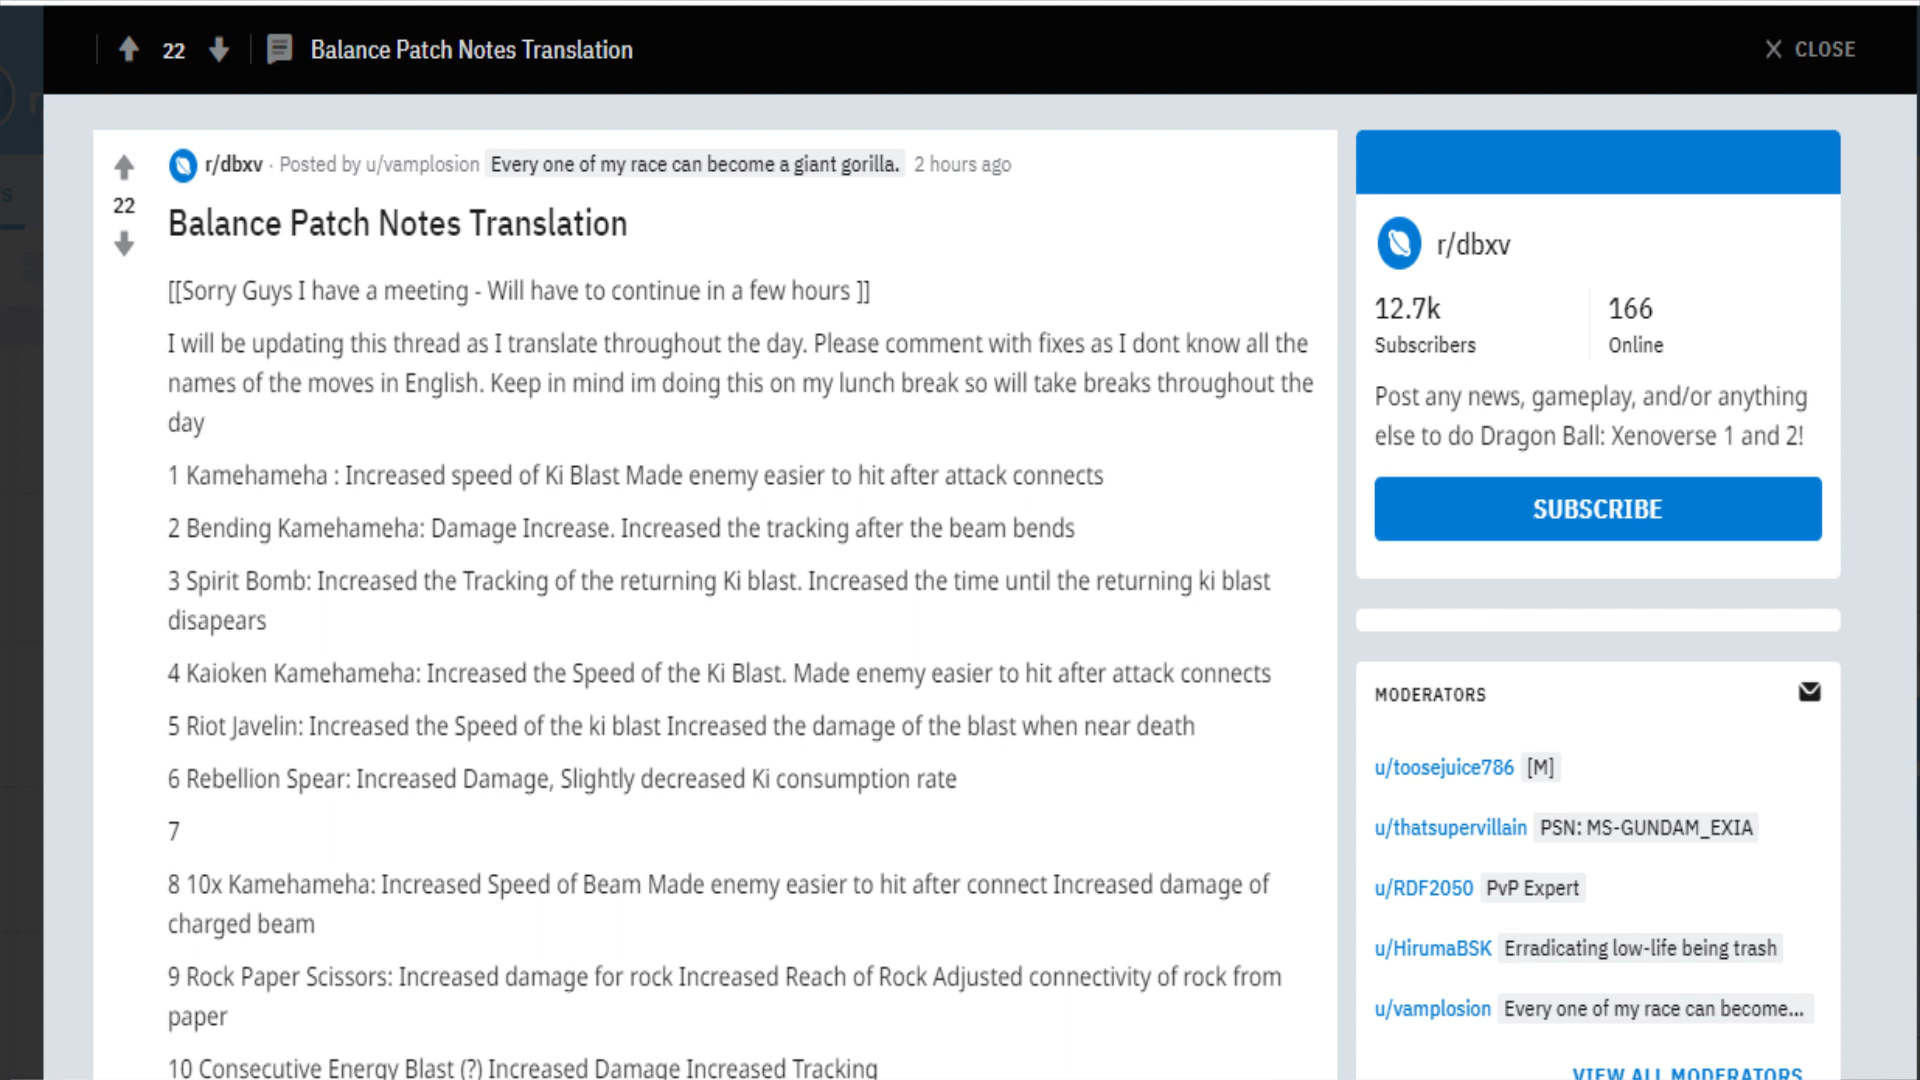 22 Balance Patch Notes Translation CLOSE
r/dbxv · Posted by u/vamplosion Every one of my race can become a giant gorilla. 2 hours ago
22
Balance Patch Notes Translation
[[Sorry Guys I have a meeting - Will have to continue in a few hours ]]
I will be updating this thread as I translate throughout the day. Please comment with fixes as I dont know all the
names of the moves in English. Keep in mind im doing this on my lunch break so will take breaks throughout the
day
1 Kamehameha : Increased speed of Ki Blast Made enemy easier to hit after attack connects
2 Bending Kamehameha: Damage Increase. Increased the tracking after the beam bends
3 Spirit Bomb: Increased the Tracking of the returning Ki blast. Increased the time until the returning ki blast
disapears
4 Kaioken Kamehameha: Increased the Speed of the Ki Blast. Made enemy easier to hit after attack connects
5 Riot Javelin: Increased the Speed of the ki blast Increased the damage of the blast when near death
6 Rebellion Spear: Increased Damage, Slightly decreased Ki consumption rate
7
8 10x Kamehameha: Increased Speed of Beam Made enemy easier to hit after connect Increased damage of
charged beam
9 Rock Paper Scissors: Increased damage for rock Increased Reach of Rock Adjusted connectivity of rock from
paper
10 Consecutive Energy Blast (?) Increased Damage Increased Tracking
r/dbxv
12.7k 166
Subscribers Online
Post any news, gameplay, and/or anything
else to do Dragon Ball: Xenoverse 1 and 2!
SUBSCRIBE
MODERATORS
u/toosejuice786 [M]
u/thatsupervillain PSN: MS-GUNDAM_EXIA
u/RDF2050 PvP Expert
u/HirumaBSK Erradicating low-life being trash
u/vamplosion Every one of my race can become...
VIEW ALL MODERATORS